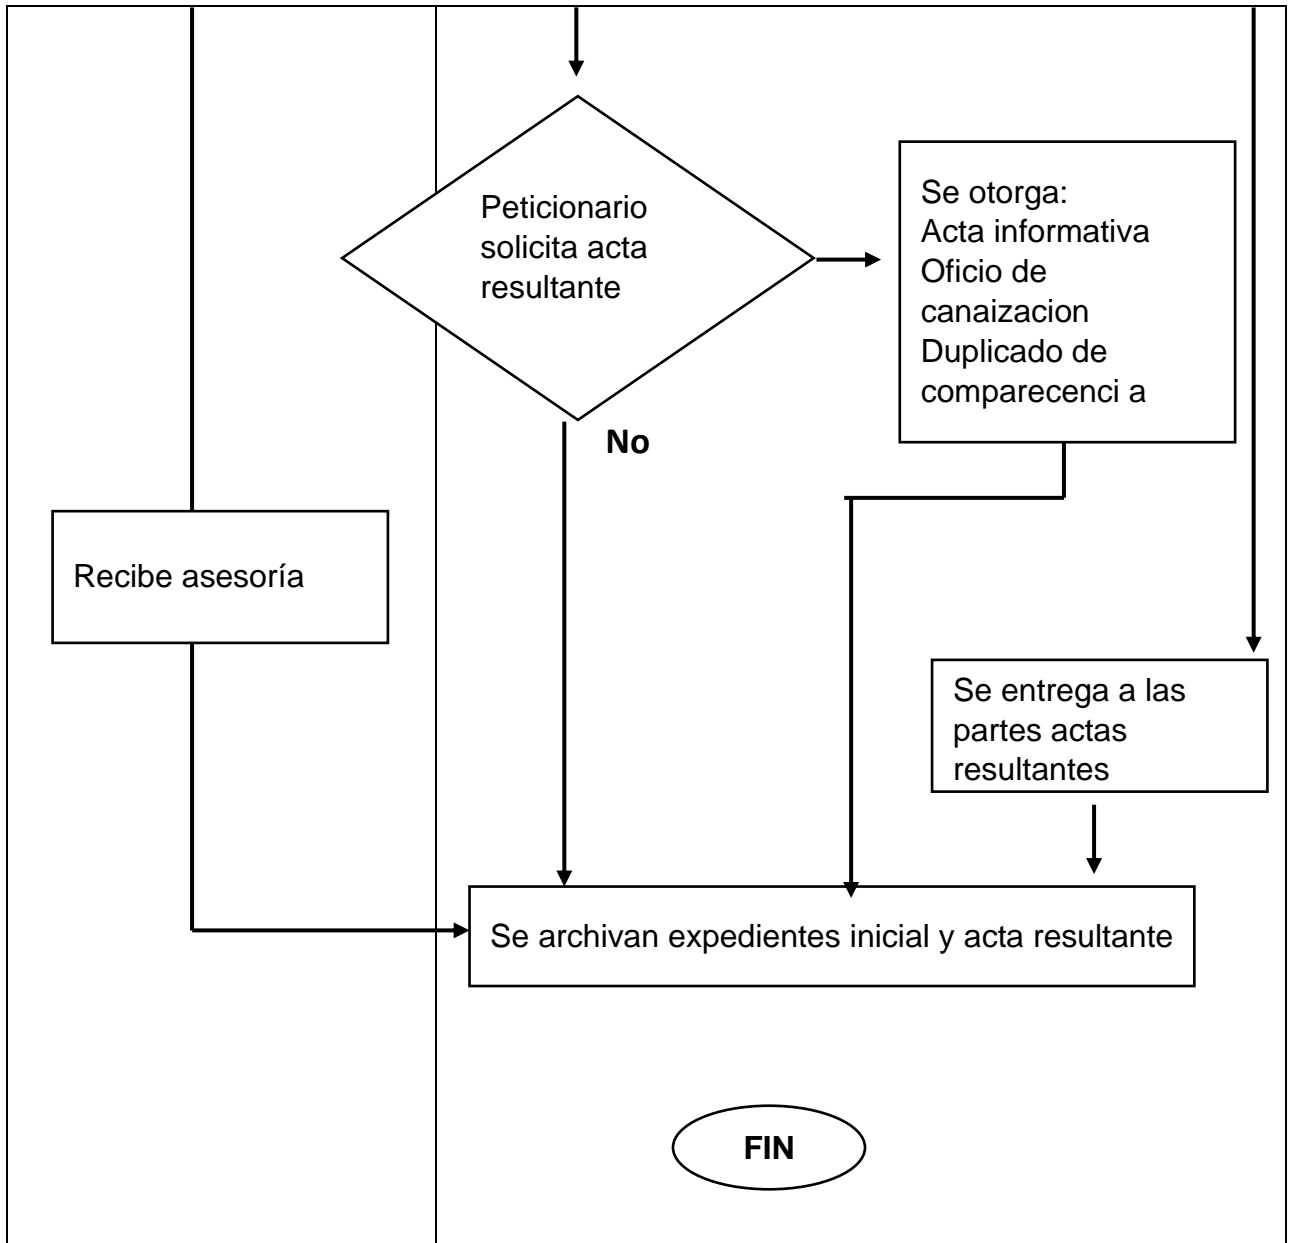 Peticionario
solicita acta
resultante
Se otorga:
Acta informativa
Oficio de
canaizacion
Duplicado de
comparecenci a
No
Recibe asesoría
Se entrega a las
partes actas
resultantes
Se archivan expedientes inicial y acta resultante
FIN